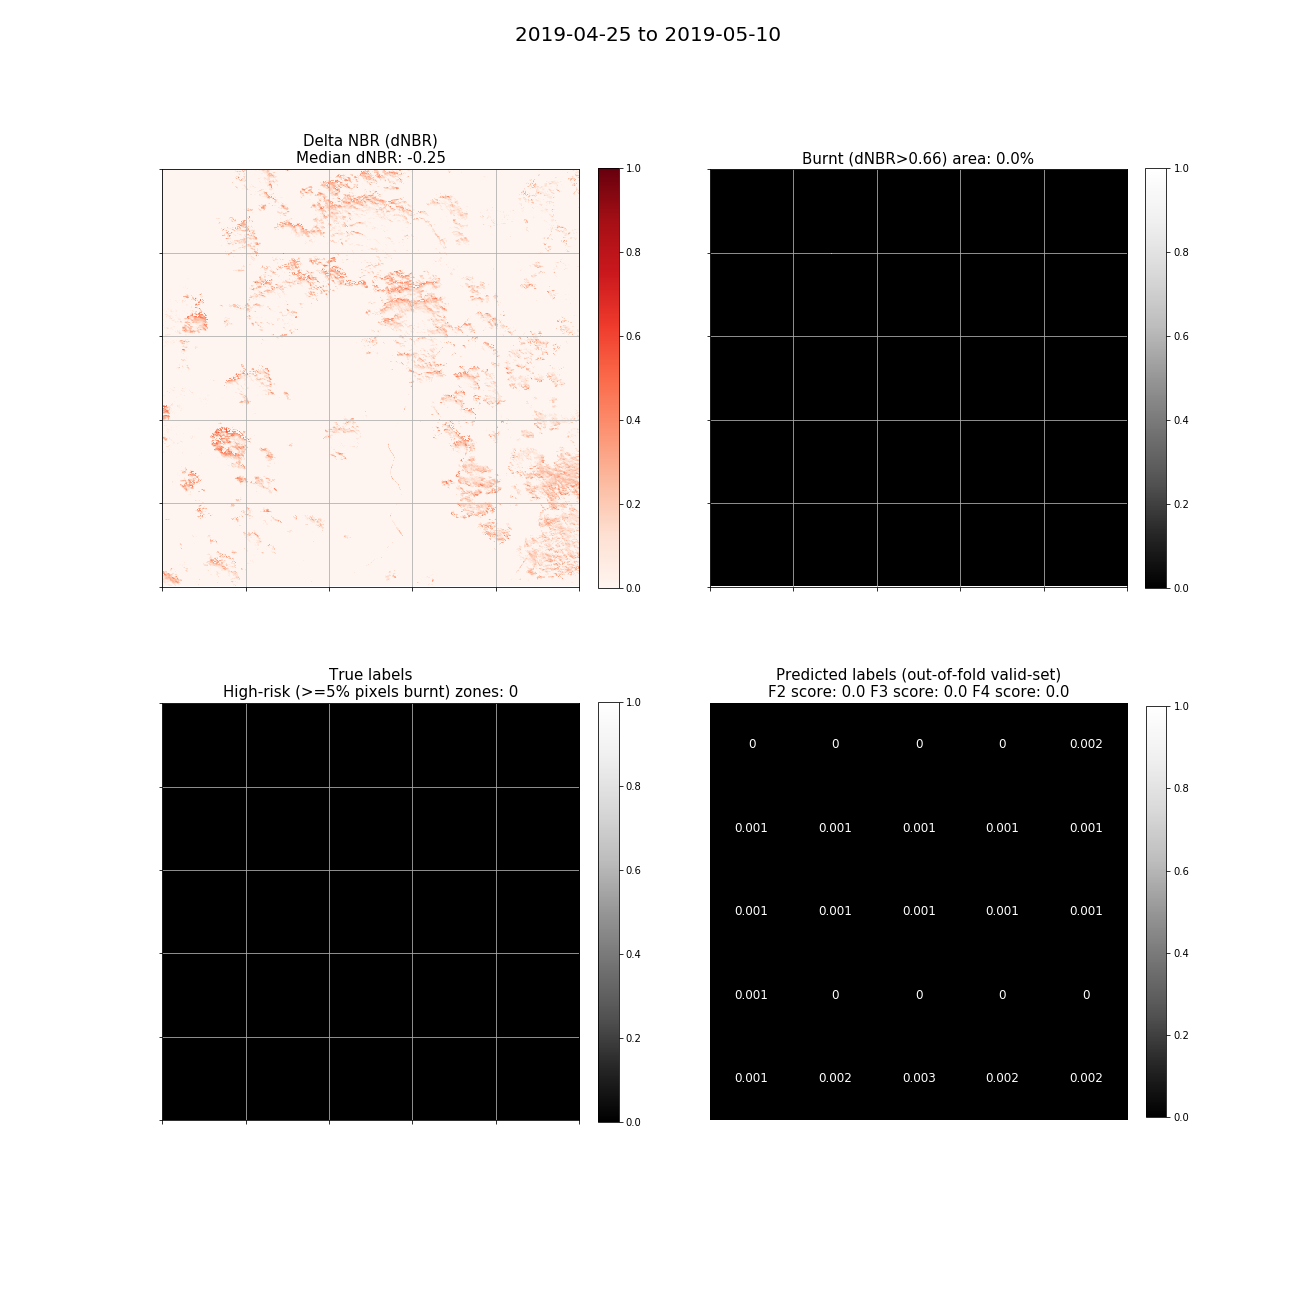 2019-04-25 to 2019-05-10
Delta NBR (dNBR)
Median dNBR: -0.25
1.0
0.8
0.6
0.4
0.2
0.0
Burnt (dNBR>0.66) area: 0.0%
1.0
0.8
0.6
0.4
0.2
0.0
True labels
High-risk (>=5% pixels burnt) zones: 0
1.0
0.8
0.6
0.4
0.2
0.0
Predicted labels (out-of-fold valid-set)
F2 score: 0.0 F3 score: 0.0 F4 score: 0.0
0 0 0 0 0.002
0.001 0.001 0.001 0.001 0.001
0.001 0.001 0.001 0.001 0.001
0.001 0 0 0 0
0.001 0.002 0.003 0.002 0.002
1.0
0.8
0.6
0.4
0.2
0.0